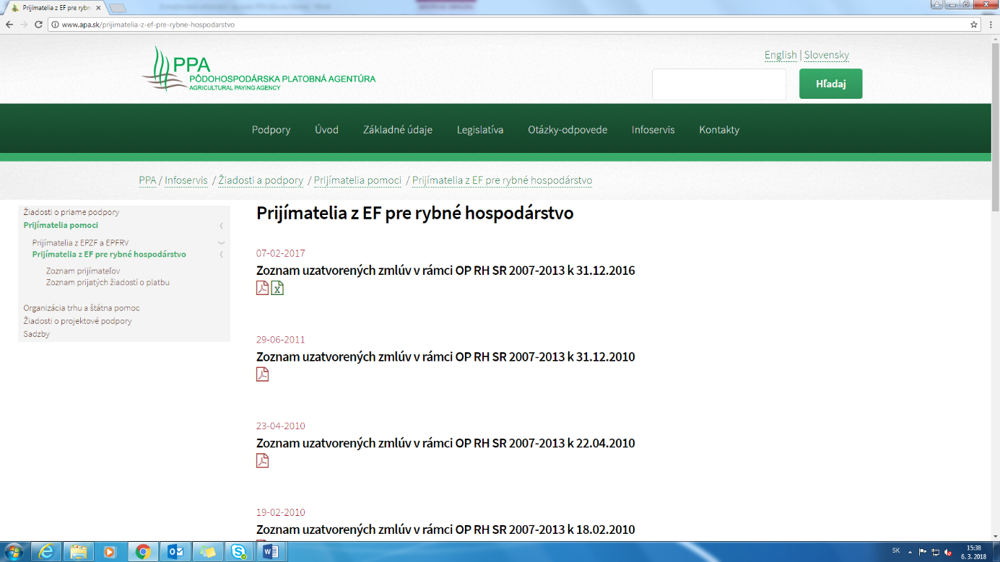 Prijímatelia z EF pre rybn
www.apa.sk/prijimatelia-z-ef-pre-rybne-hospodarstvo
English | Slovensky
PPA
PÔDOHOSPODÁRSKA PLATOBNÁ AGENTÚRA
AGRICULTURAL PAYING AGENCY
Hľadaj
Podpory Úvod Základné údaje Legislatíva Otázky-odpovede Infoservis Kontakty
PPA / Infoservis / Žiadosti a podpory / Prijímatelia pomoci / Prijímatelia z EF pre rybné hospodárstvo
Žiadosti o priame podpory
Prijímatelia pomoci
Prijímatelia z EPZF a EPFRV
Prijímatelia z EF pre rybné hospodárstvo
Zoznam prijímateľov
Zoznam prijatých žiadostí o platbu
Organizácia trhu a štátna pomoc
Žiadosti o projektové podpory
Sadzby
Prijímatelia z EF pre rybné hospodárstvo
07-02-2017
Zoznam uzatvorených zmlúv v rámci OP RH SR 2007-2013 k 31.12.2016
29-06-2011
Zoznam uzatvorených zmlúv v rámci OP RH SR 2007-2013 k 31.12.2010
23-04-2010
Zoznam uzatvorených zmlúv v rámci OP RH SR 2007-2013 k 22.04.2010
19-02-2010
Zoznam uzatvorených zmlúv v rámci OP RH SR 2007-2013 k 18.02.2010
SK
15:38
6. 3. 2018